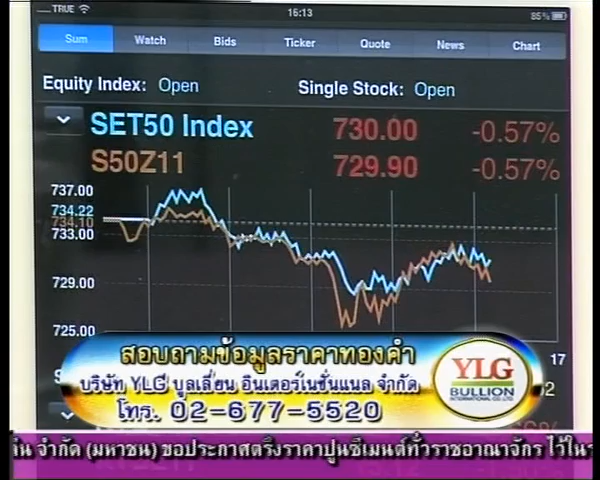 TRUE 16:13 85%
Sum Watch Bids Ticker Quote News Chart
Equity Index: Open Single Stock: Open
SET50 Index 730.00 -0.57%
S50Z11 729.90 -0.57%
737.00
734.22
734.10
733.00
729.00
725.00
17
สอบถามข้อมูลราคาทองคำ
บริษัท YLG บูลเลี่ยน อินเตอร์เนชั่นแนล จำกัด
โทร. 02-677-5520
YLG
BULLION
INTERNATIONAL CO.,LTD.
จำกัด (มหาชน) ขอประกาศตรึงราคาปูนซีเมนต์ทั่วราชอาณาจักร ไว้ใน